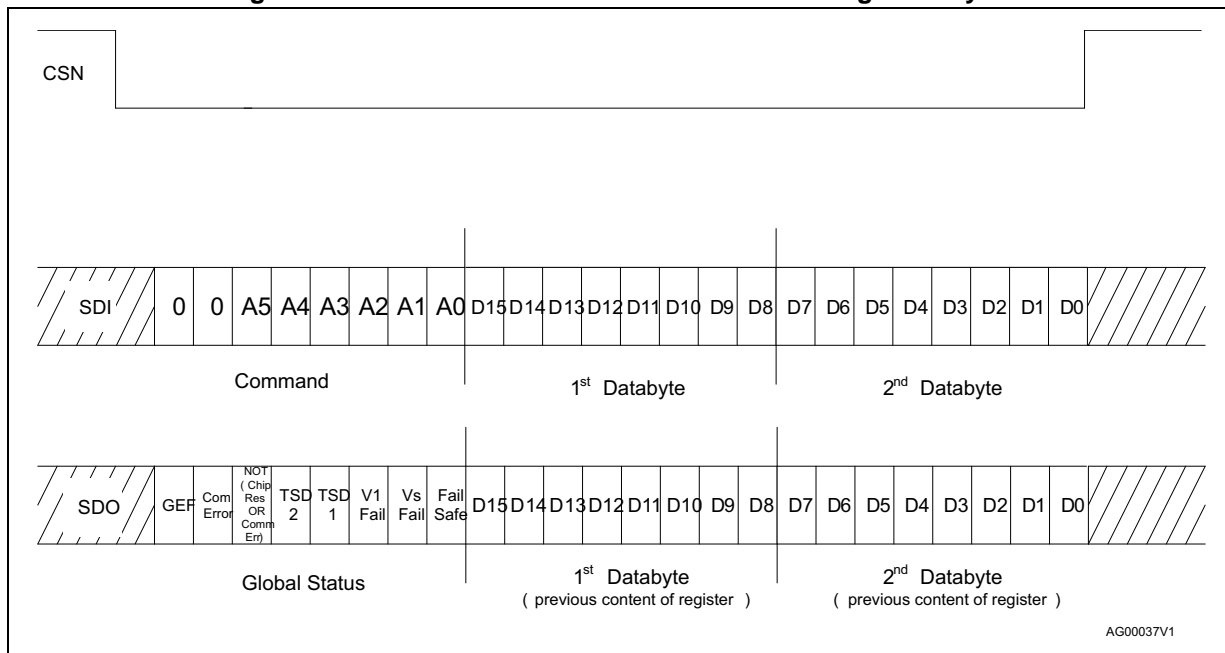 CSN
SDI 0 0 A5 A4 A3 A2 A1 A0 D15 D14 D13 D12 D11 D10 D9 D8 D7 D6 D5 D4 D3 D2 D1 D0
Command 1st Databyte 2nd Databyte
SDO GEF Com Error NOT ( Chip Res OR Comm Err) TSD 2 TSD 1 V1 Fail Vs Fail Fail Safe D15 D14 D13 D12 D11 D10 D9 D8 D7 D6 D5 D4 D3 D2 D1 D0
Global Status 1st Databyte 2nd Databyte
( previous content of register ) ( previous content of register )
AG00037V1